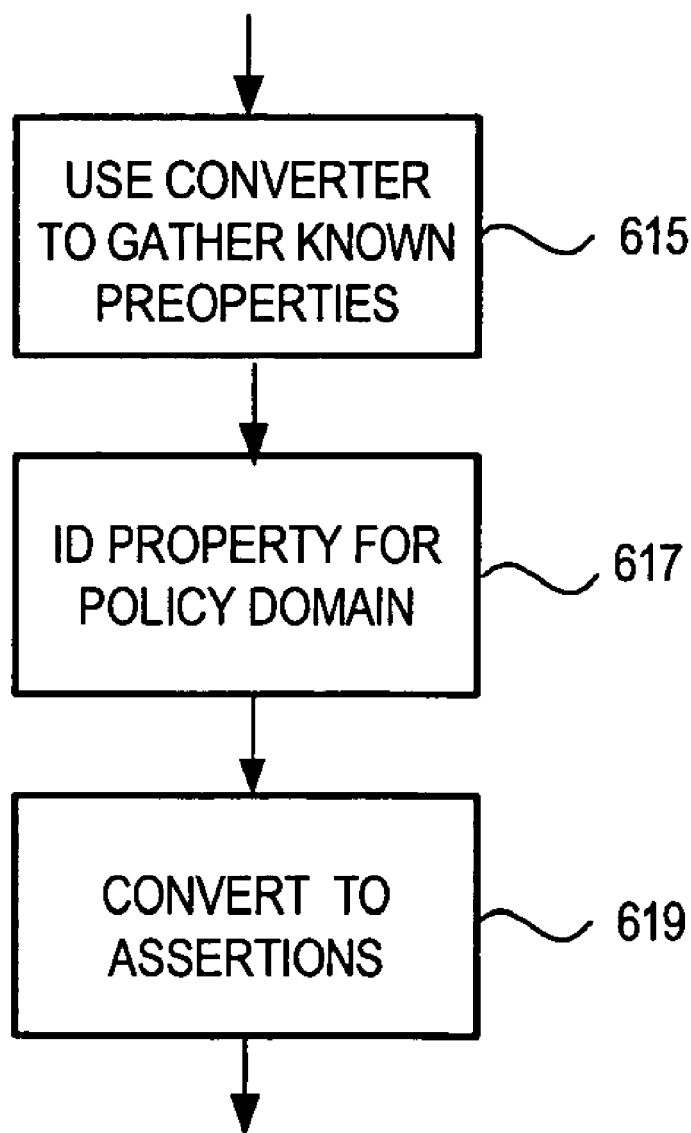 USE CONVERTER
TO GATHER KNOWN
PREOPERTIES
615
ID PROPERTY FOR
POLICY DOMAIN
617
CONVERT TO
ASSERTIONS
619